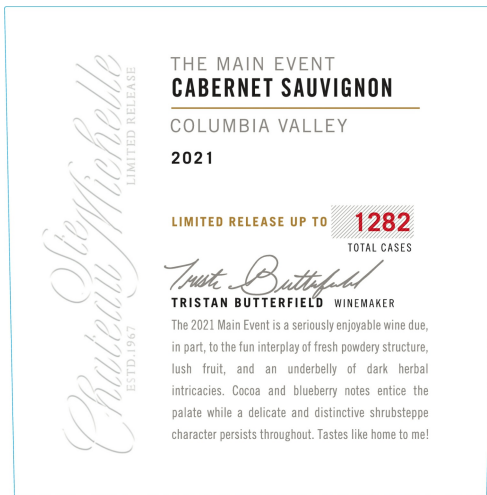 THE MAIN EVENT
CABERNET SAUVIGNON
COLUMBIA VALLEY
2021
LIMITED RELEASE UP TO 1282
TOTAL CASES
Tristan Butterfield
TRISTAN BUTTERFIELD WINEMAKER
The 2021 Main Event is a seriously enjoyable wine due,
in part, to the fun interplay of fresh powdery structure,
lush fruit, and an underbelly of dark herbal
intricacies. Cocoa and blueberry notes entice the
palate while a delicate and distinctive shrubsteppe
character persists throughout. Tastes like home to me!
Chateau Ste Michelle
ESTD.1967 LIMITED RELEASE